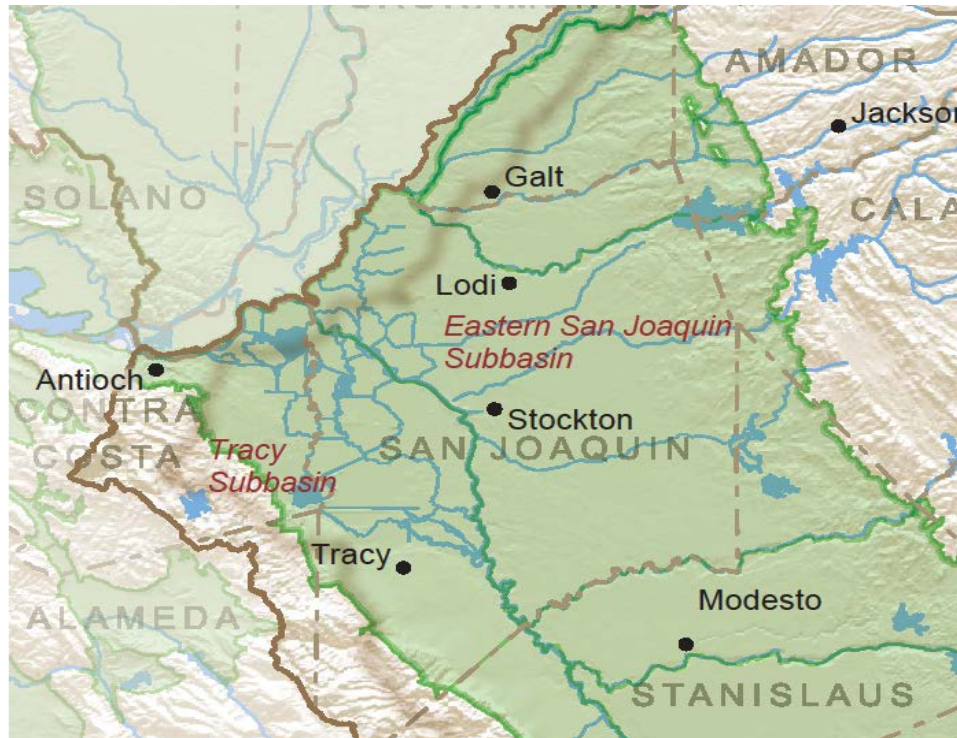 AMADOR
Jackson
Galt
SOLANO
CALA
Lodi
Eastern San Joaquin
Subbasin
Antioch
CONTRA
COSTA
Stockton
SAN JOAQUIN
Tracy
Subbasin
Tracy
Modesto
ALAMEDA
STANISLAUS